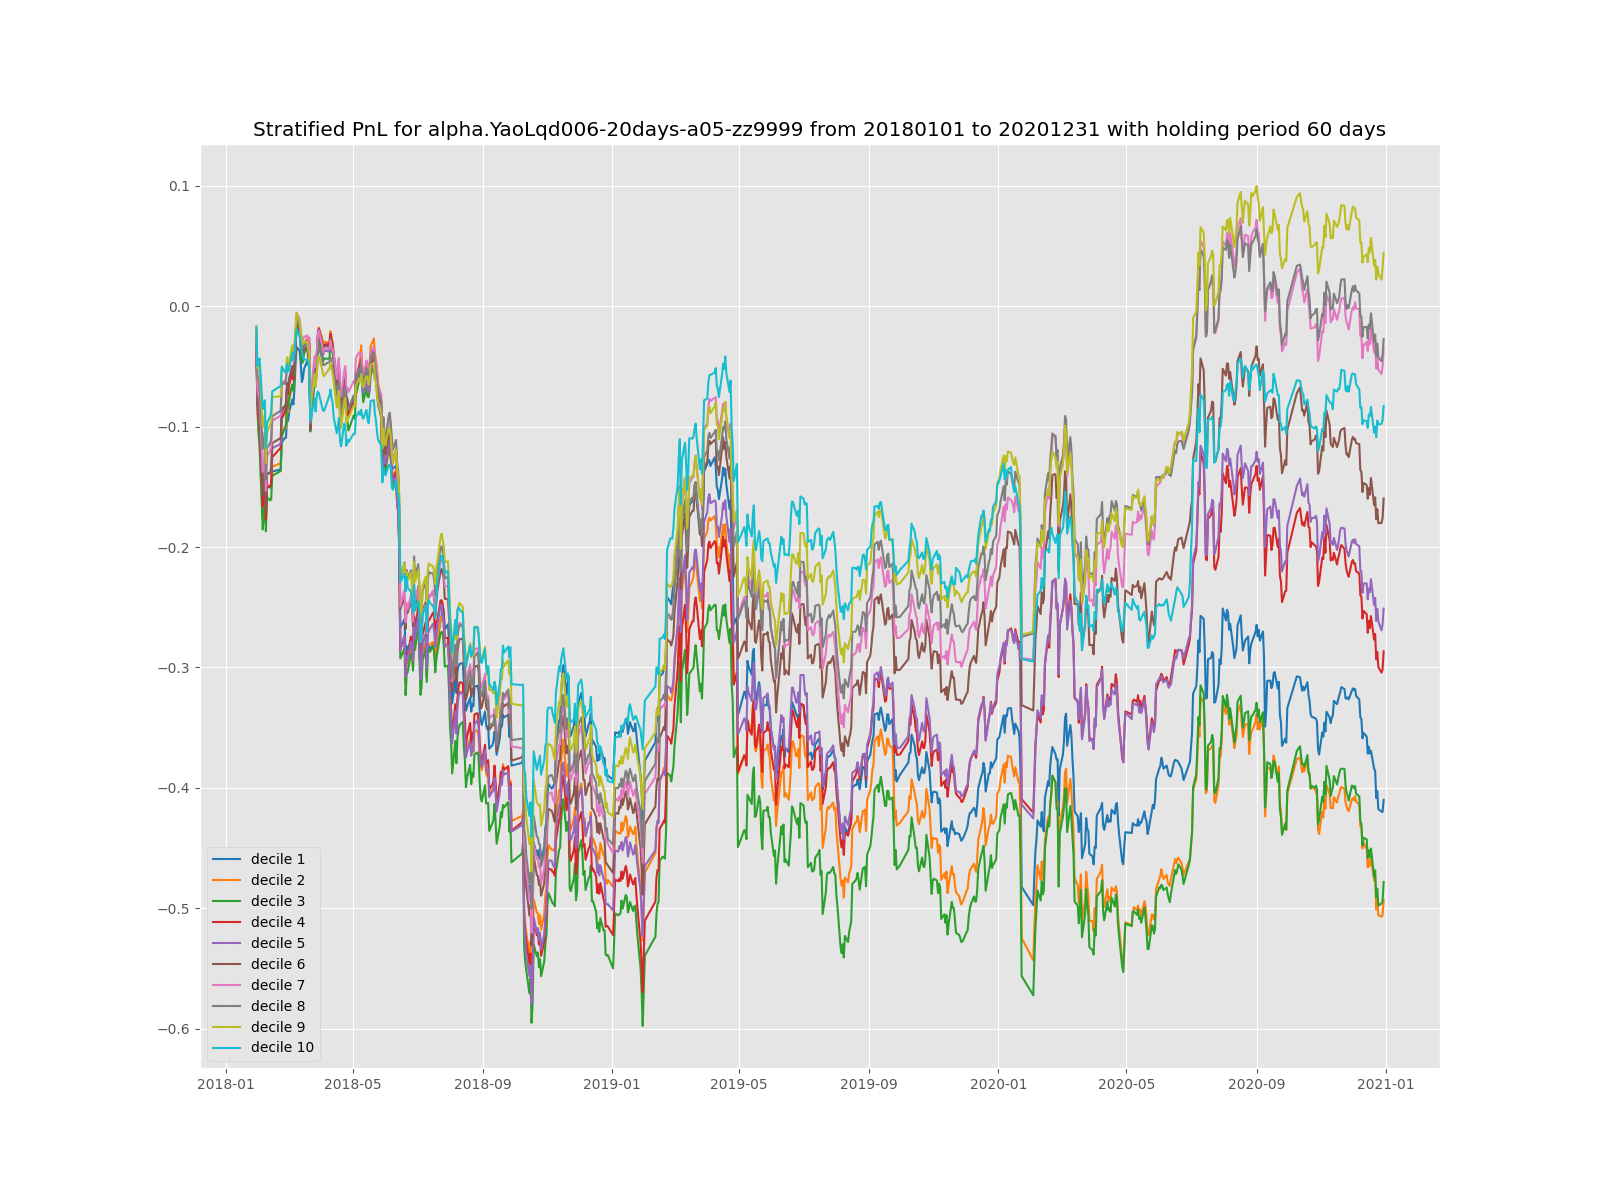 Stratified PnL for alpha.YaoLqd006-20days-a05-zz9999 from 20180101 to 20201231 with holding period 60 days
0.1
0.0
−0.1
−0.2
−0.3
−0.4
−0.5
−0.6
decile 1
decile 2
decile 3
decile 4
decile 5
decile 6
decile 7
decile 8
decile 9
decile 10
2018-01 2018-05 2018-09 2019-01 2019-05 2019-09 2020-01 2020-05 2020-09 2021-01